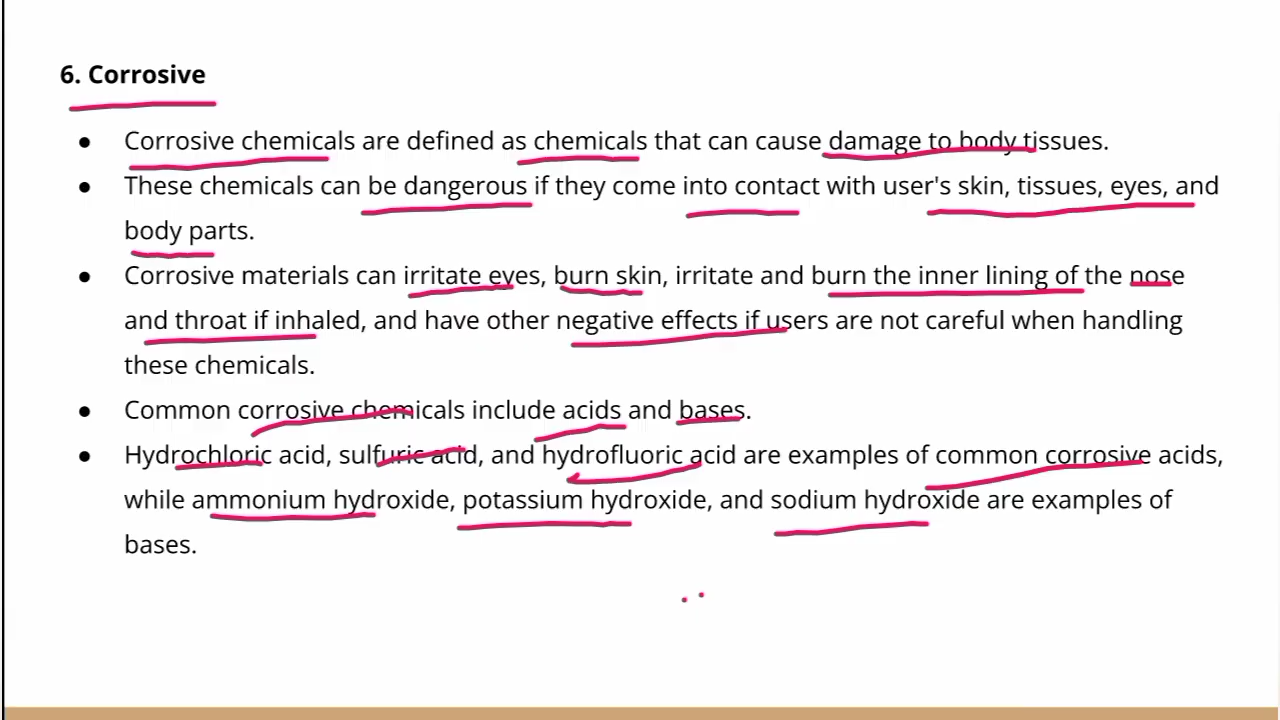 6. Corrosive
● Corrosive chemicals are defined as chemicals that can cause damage to body tissues.
● These chemicals can be dangerous if they come into contact with user's skin, tissues, eyes, and
body parts.
● Corrosive materials can irritate eyes, burn skin, irritate and burn the inner lining of the nose
and throat if inhaled, and have other negative effects if users are not careful when handling
these chemicals.
● Common corrosive chemicals include acids and bases.
● Hydrochloric acid, sulfuric acid, and hydrofluoric acid are examples of common corrosive acids,
while ammonium hydroxide, potassium hydroxide, and sodium hydroxide are examples of
bases.